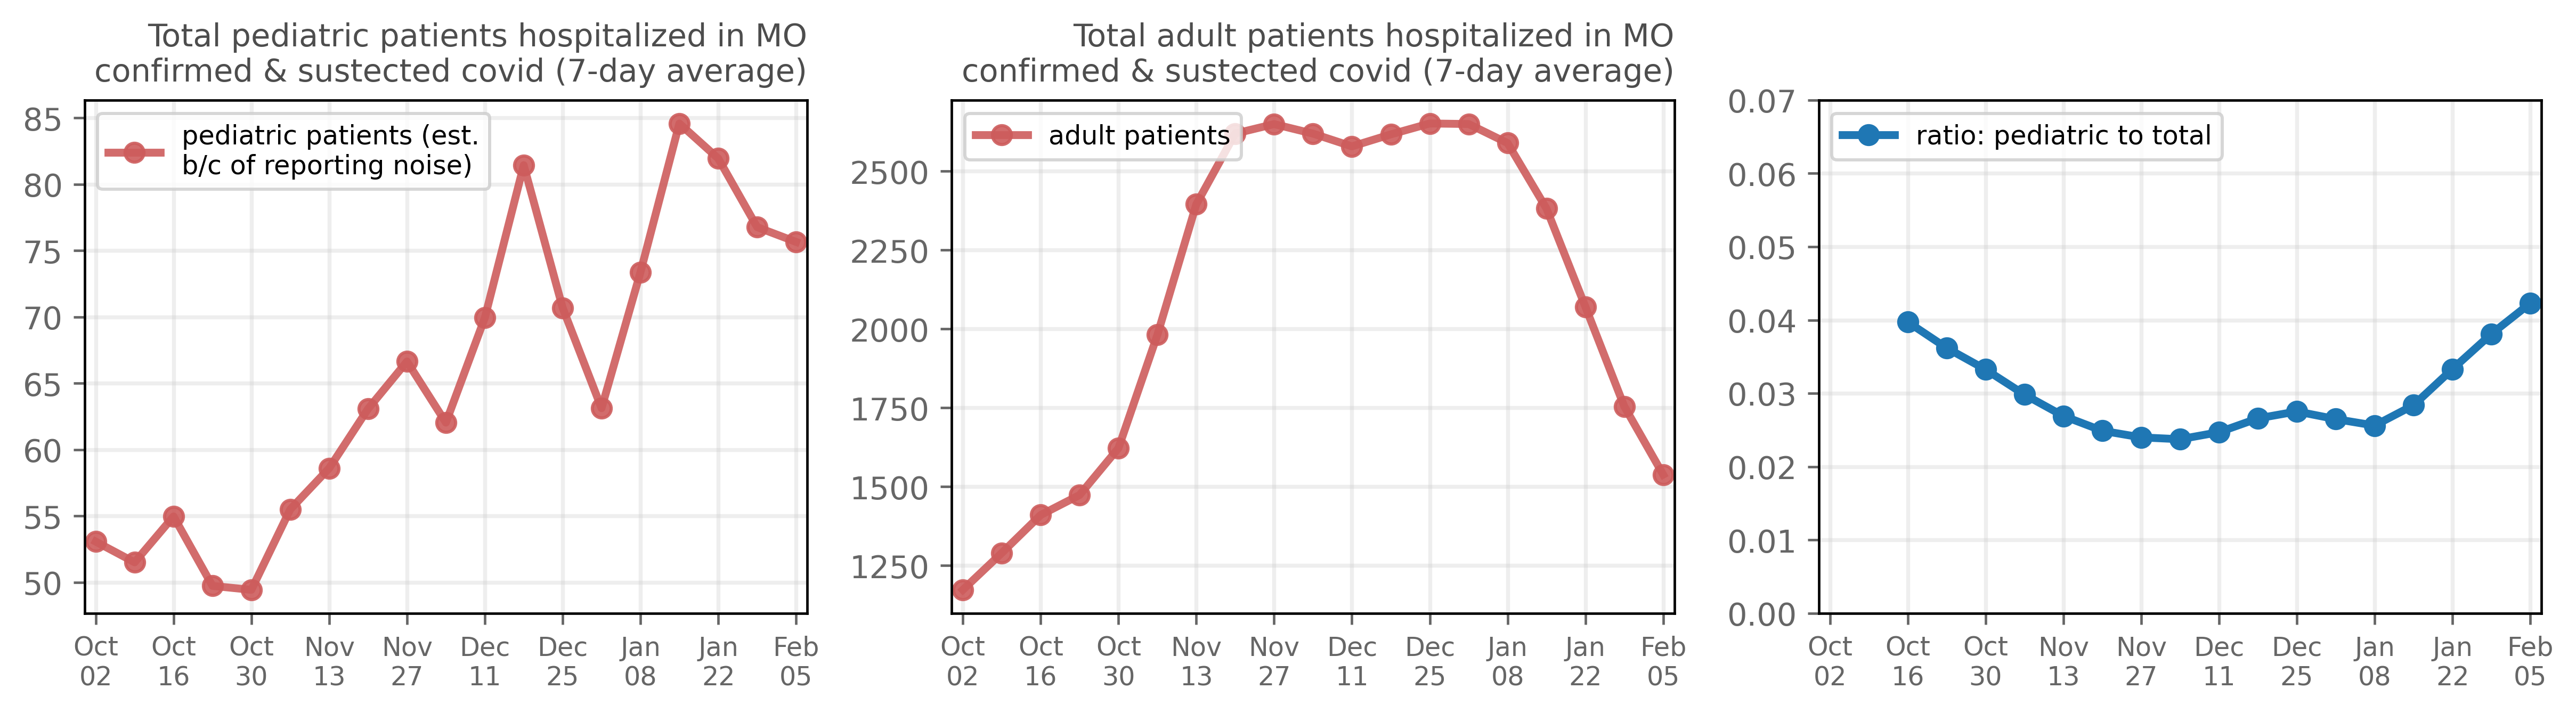 Total pediatric patients hospitalized in MO
confirmed & sustected covid (7-day average)
pediatric patients (est.
b/c of reporting noise)
85
80
75
70
65
60
55
50
Oct 02
Oct 16
Oct 30
Nov 13
Nov 27
Dec 11
Dec 25
Jan 08
Jan 22
Feb 05
Total adult patients hospitalized in MO
confirmed & sustected covid (7-day average)
adult patients
2500
2250
2000
1750
1500
1250
Oct 02
Oct 16
Oct 30
Nov 13
Nov 27
Dec 11
Dec 25
Jan 08
Jan 22
Feb 05
ratio: pediatric to total
0.07
0.06
0.05
0.04
0.03
0.02
0.01
0.00
Oct 02
Oct 16
Oct 30
Nov 13
Nov 27
Dec 11
Dec 25
Jan 08
Jan 22
Feb 05